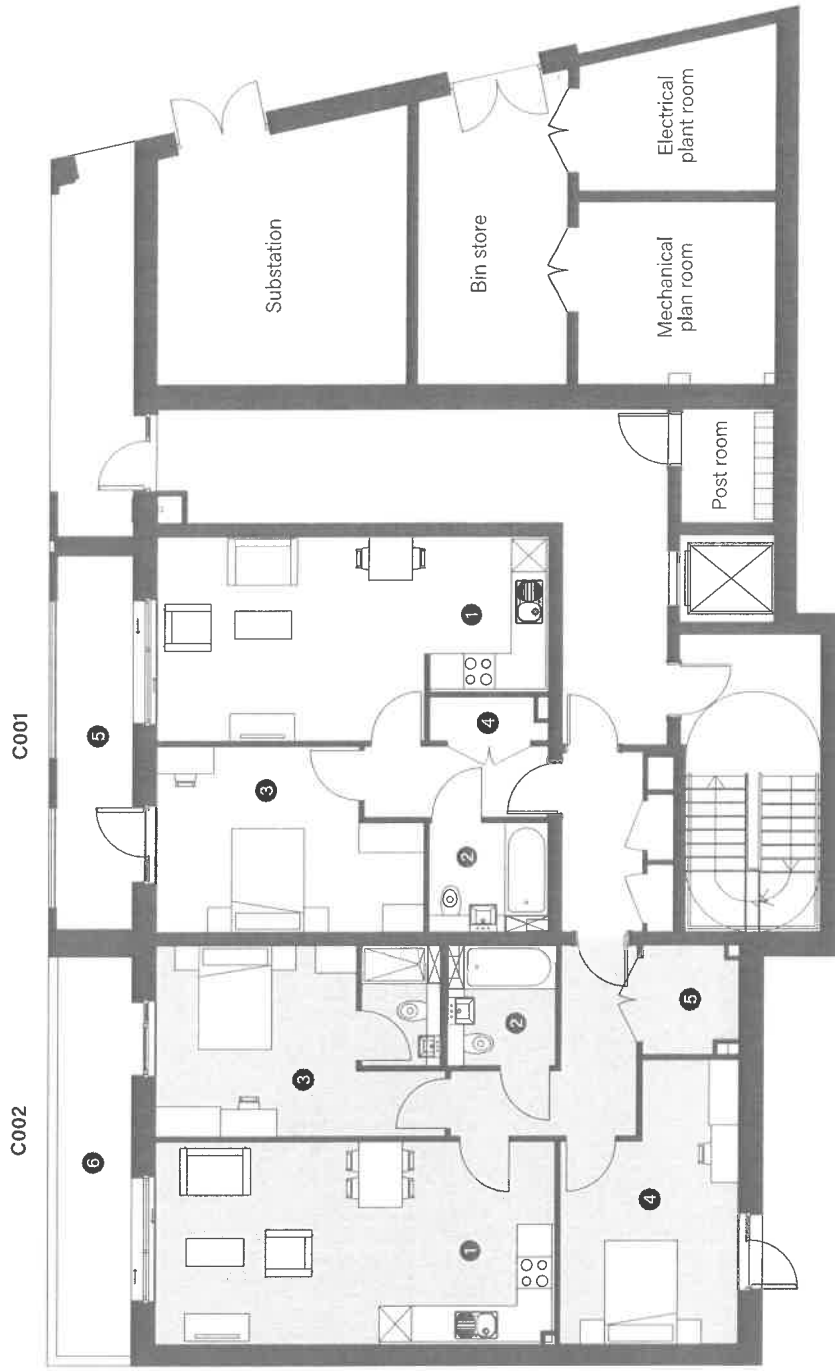 C002
C001
6
5
1
3
3
1
2
2
4
4
5
Substation
Bin store
Electrical
plant room
Mechanical
plan room
Post room